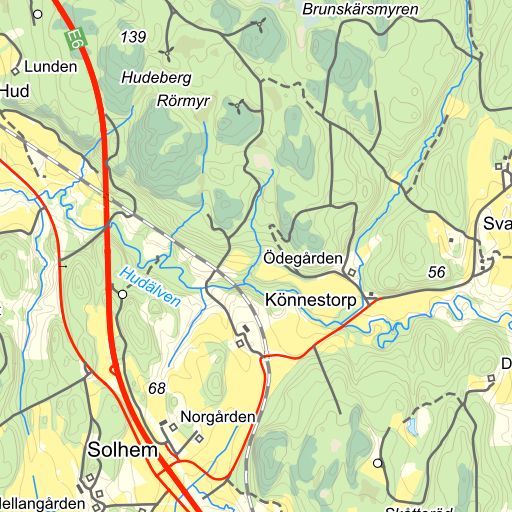 Brunskärsmyren
139
E6
Lunden
Hudeberg
Hud
Rörmyr
Sva
Ödegården
56
Hudälven
Könnestorp
D
68
Norgården
Solhem
Hellangården